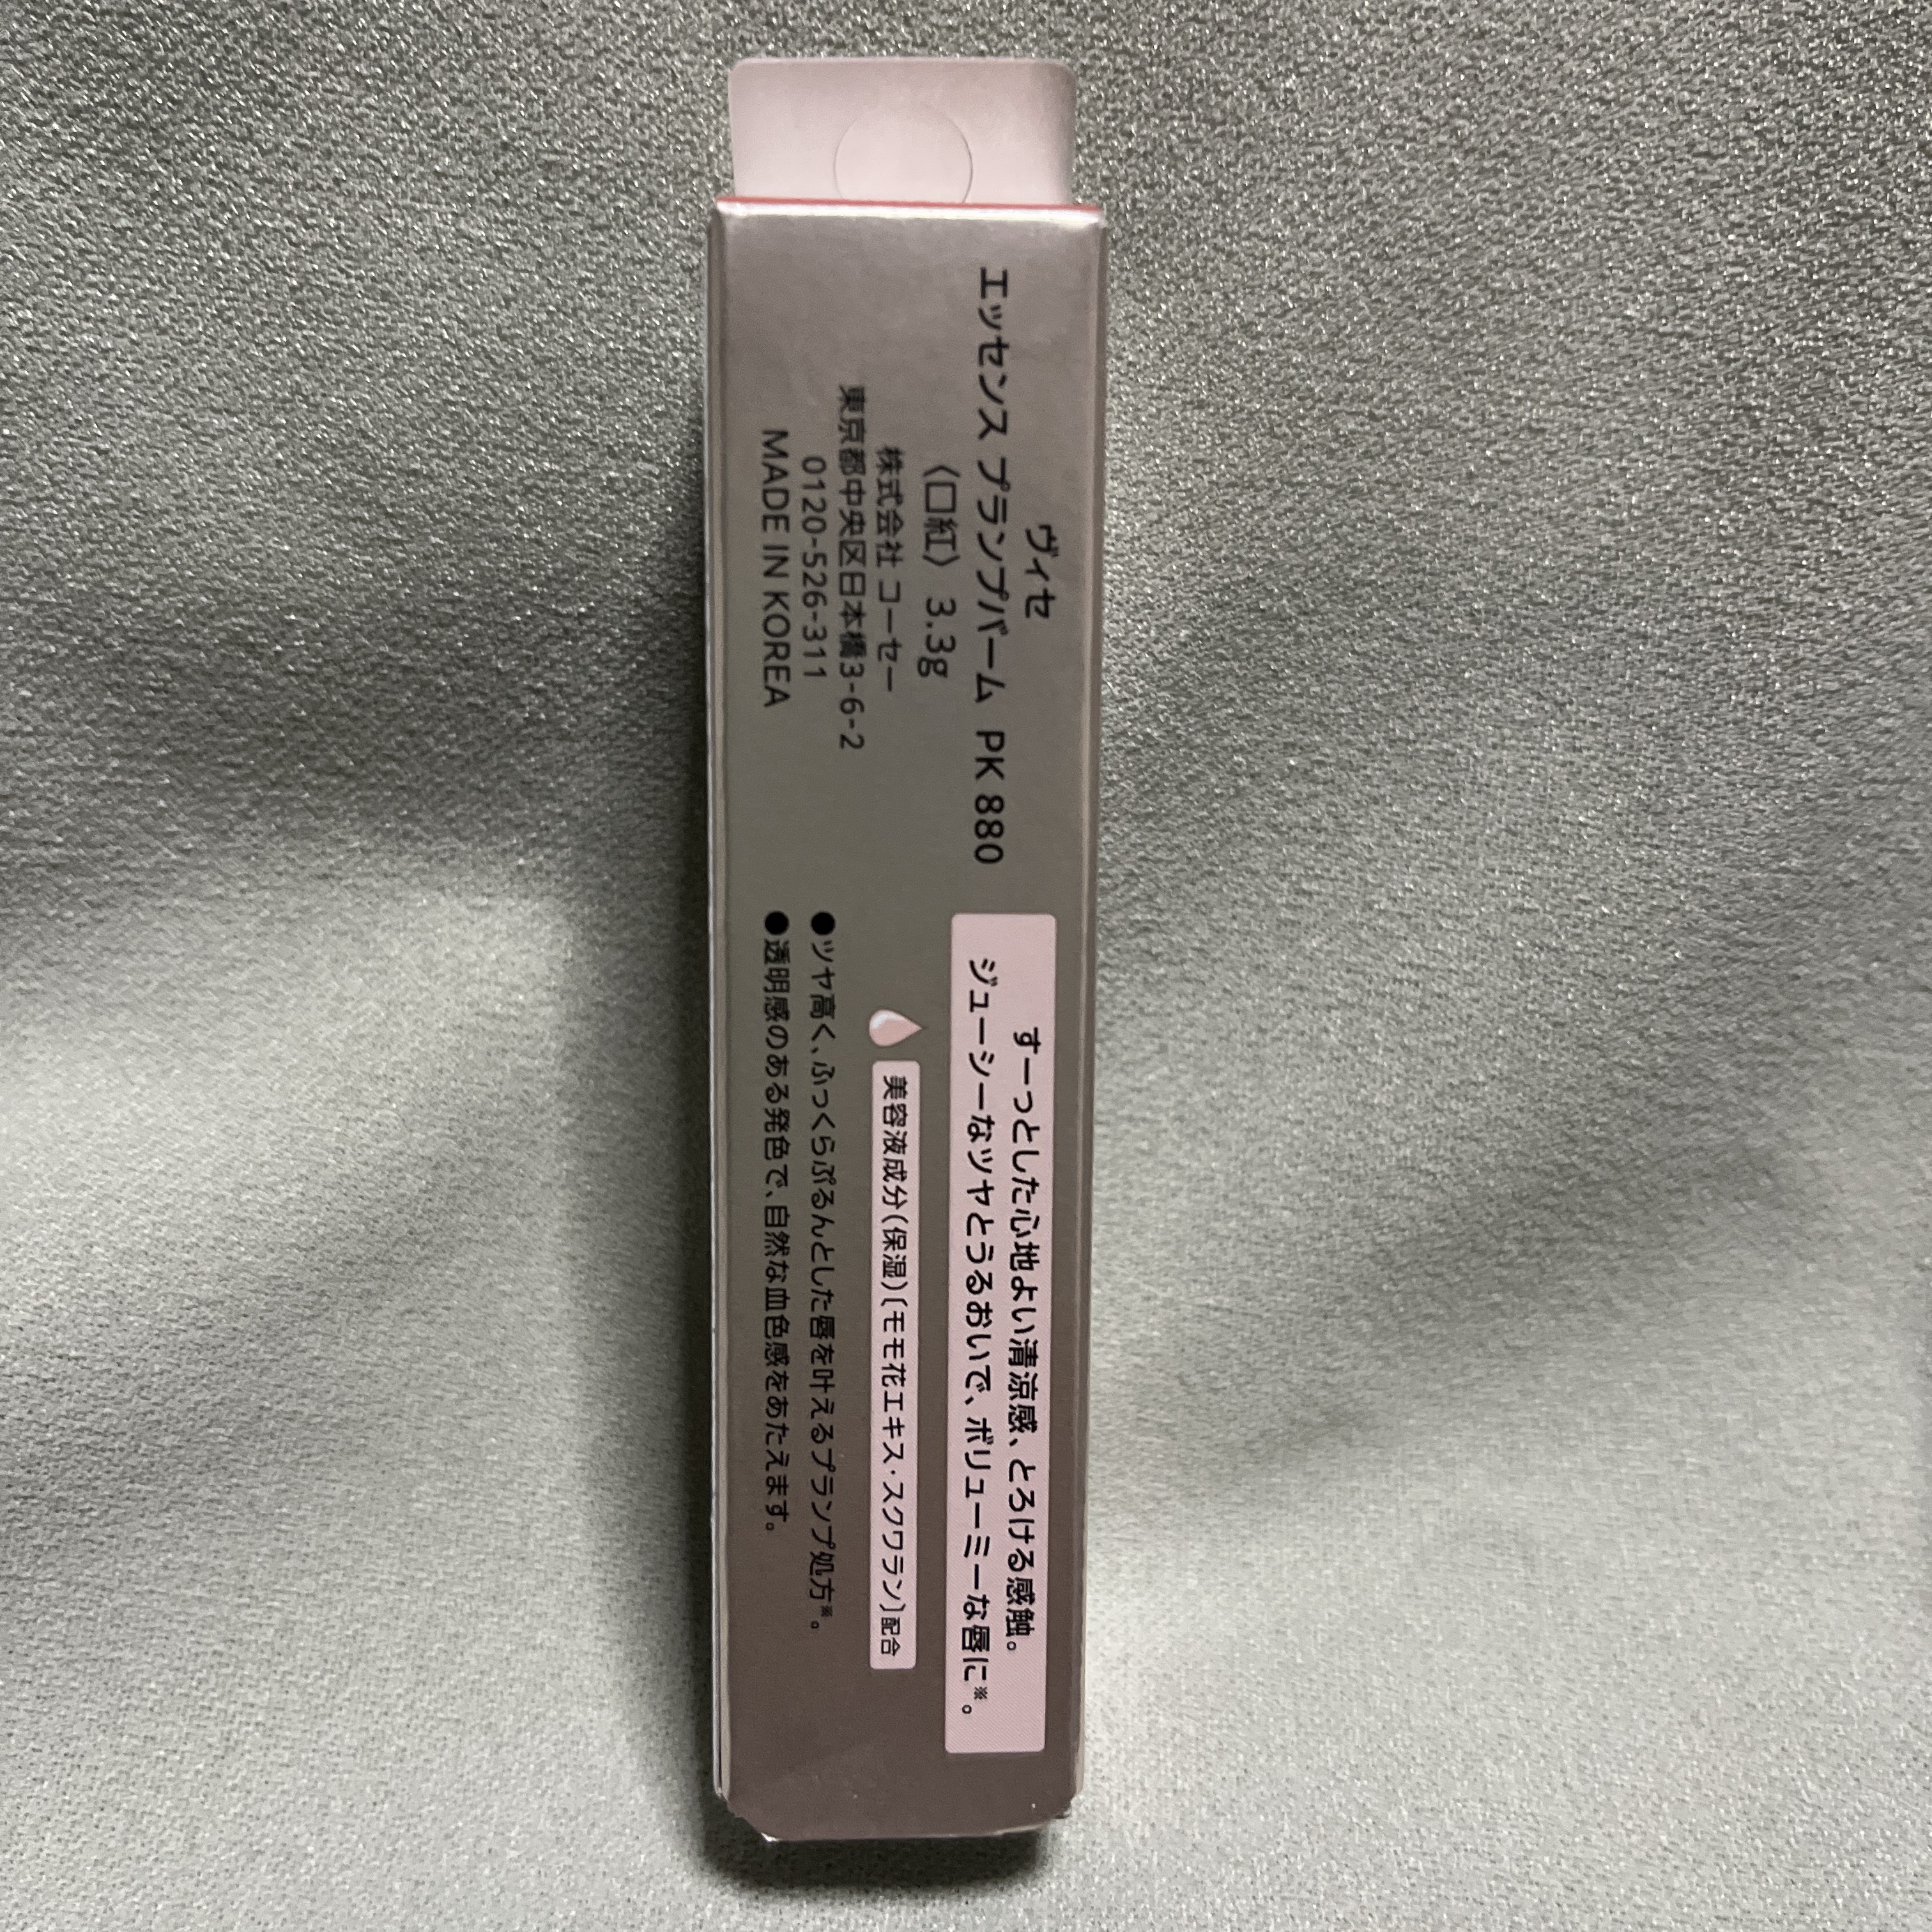 ヴィセ
エッセンス プランプバーム PK 880
〈口紅〉 3.3g
株式会社 コーセー
東京都中央区日本橋3-6-2
0120-526-311
MADE IN KOREA
すーっとした心地よい清涼感、とろける感触。
ジューシーなツヤとうるおいで、ボリューミーな唇に※。
美容液成分(保湿)〔モモ花エキス・スクワラン〕配合
●ツヤ高く、ふっくらぷるんとした唇を叶えるプランプ処方※。
●透明感のある発色で、自然な血色感をあたえます。